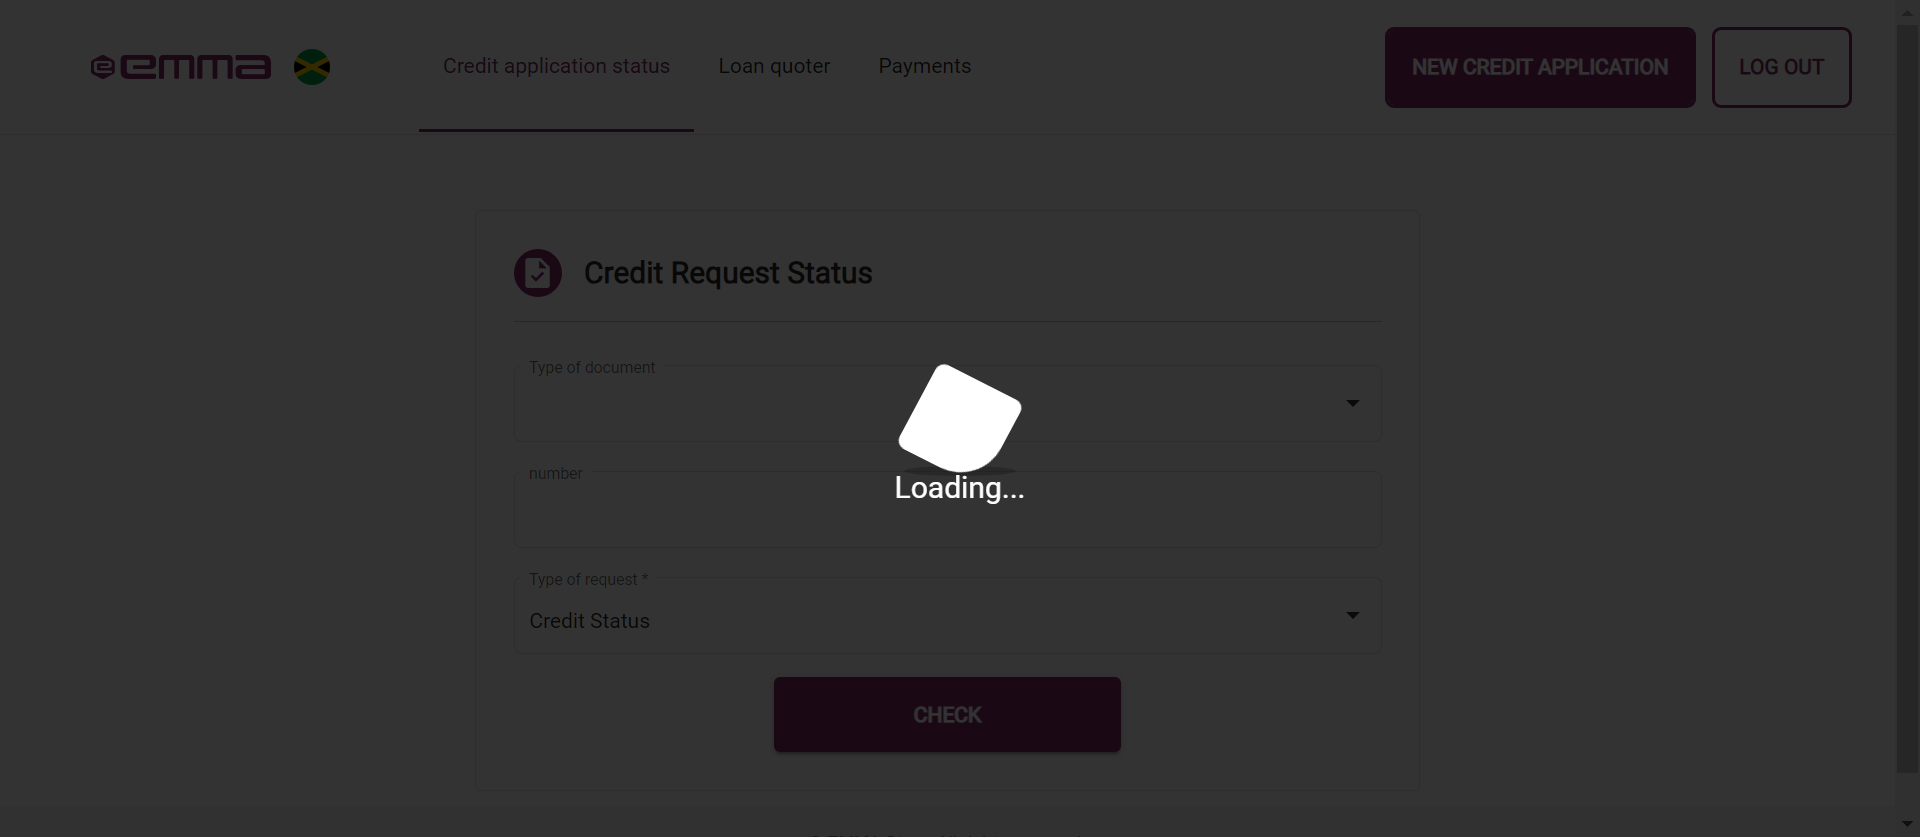 emma
Credit application status
Loan quoter
Payments
NEW CREDIT APPLICATION
LOG OUT
Credit Request Status
Type of document
number
Loading...
Type of request *
Credit Status
CHECK